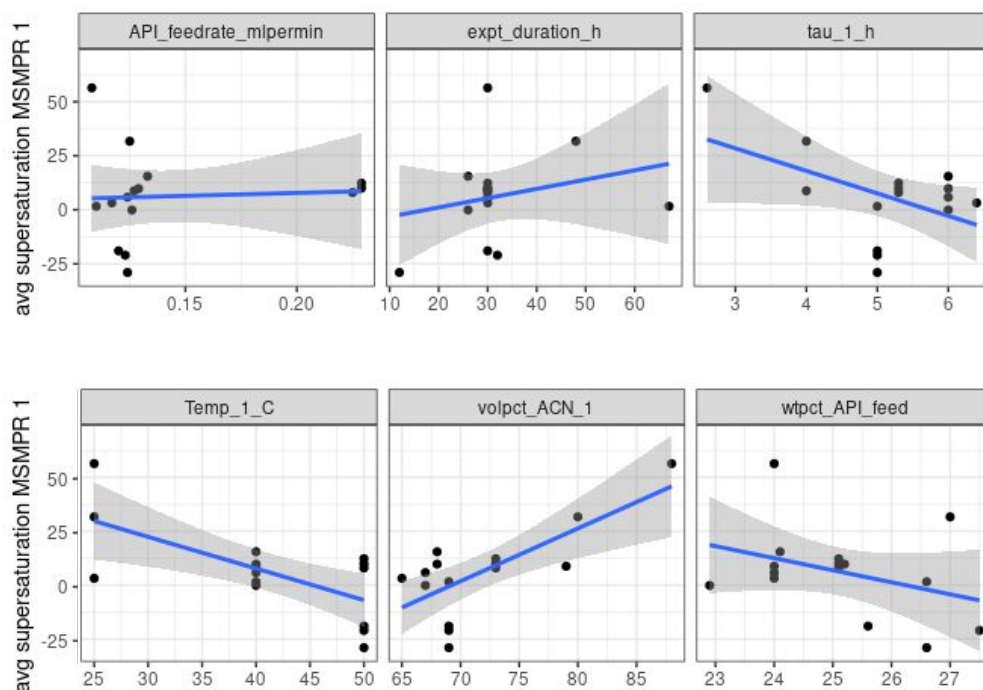 API_feedrate_mlpermin expt_duration_h tau_1_h
avg supersaturation MSMPR 1
50
25
0
-25
0.15 0.20 10 20 30 40 50 60 3 4 5 6
Temp_1_C volpct_ACN_1 wtpct_API_feed
avg supersaturation MSMPR 1
50
25
0
-25
25 30 35 40 45 50 65 70 75 80 85 23 24 25 26 27